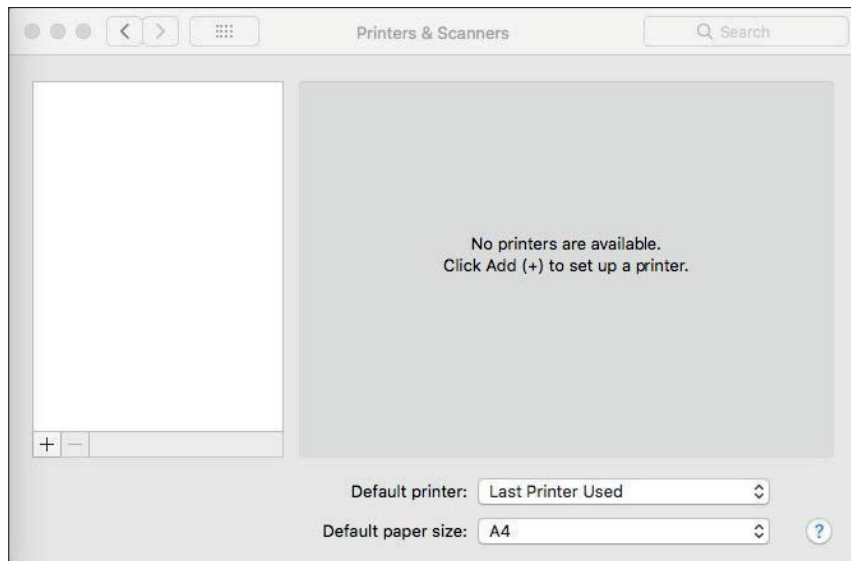 Printers & Scanners
Search
No printers are available.
Click Add (+) to set up a printer.
+ −
Default printer: Last Printer Used
Default paper size: A4
?